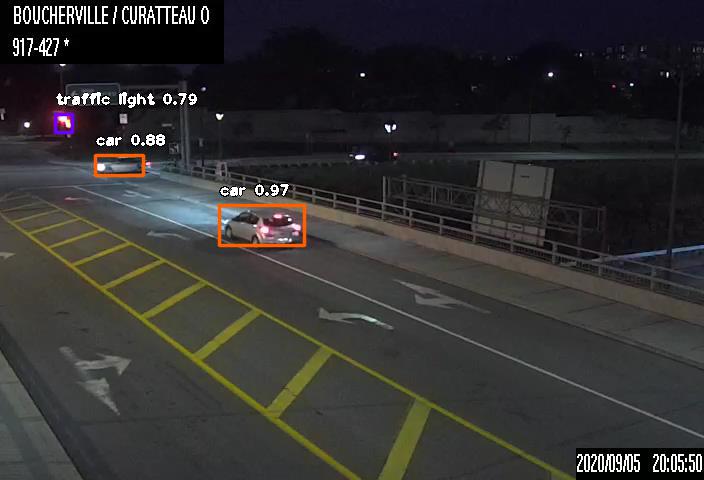 BOUCHERVILLE / CURATTEAU O
917-427 *
traffic light 0.79
car 0.88
car 0.97
2020/09/05 20:05:50